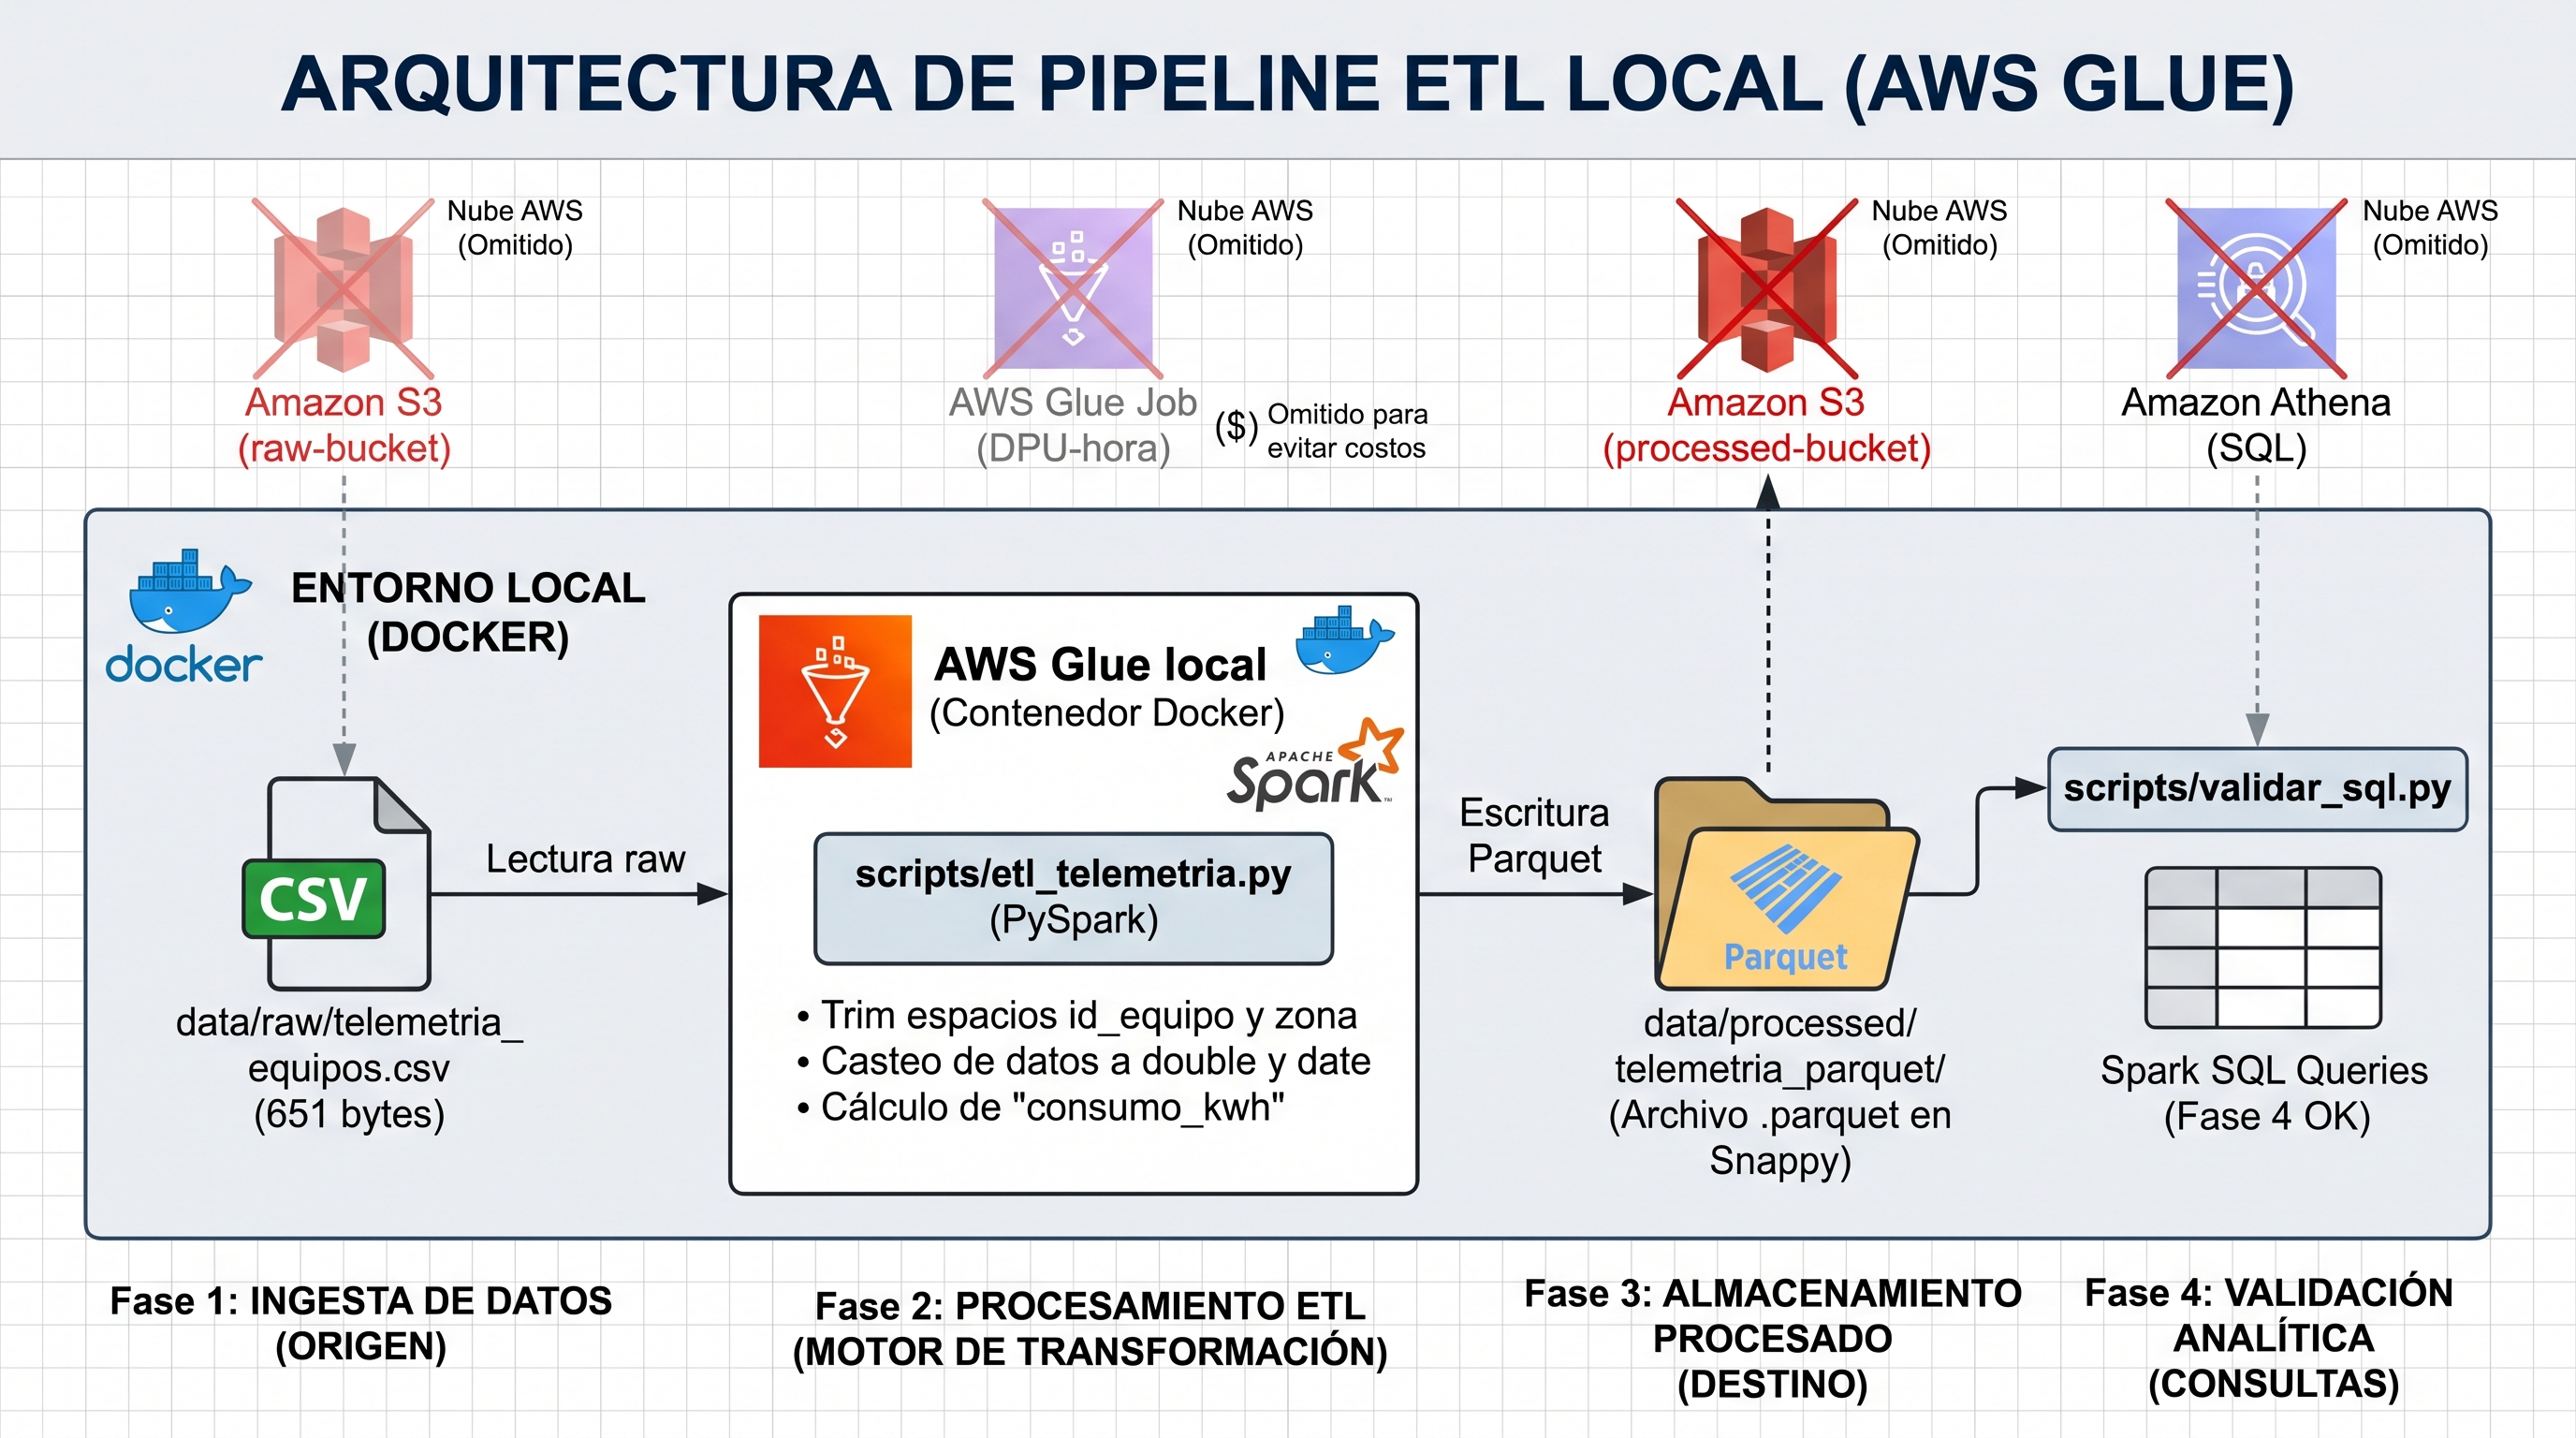 ARQUITECTURA DE PIPELINE ETL LOCAL (AWS GLUE)
Nube AWS
(Omitido)
Amazon S3
(raw-bucket)
Nube AWS
(Omitido)
AWS Glue Job
(DPU-hora)
($) Omitido para
evitar costos
Nube AWS
(Omitido)
Amazon S3
(processed-bucket)
Nube AWS
(Omitido)
Amazon Athena
(SQL)
docker
ENTORNO LOCAL
(DOCKER)
CSV
data/raw/telemetria_
equipos.csv
(651 bytes)
Lectura raw
AWS Glue local
(Contenedor Docker)
APACHE
Spark™
scripts/etl_telemetria.py
(PySpark)
• Trim espacios id_equipo y zona
• Casteo de datos a double y date
• Cálculo de "consumo_kwh"
Escritura
Parquet
Parquet
data/processed/
telemetria_parquet/
(Archivo .parquet en
Snappy)
scripts/validar_sql.py
Spark SQL Queries
(Fase 4 OK)
Fase 1: INGESTA DE DATOS
(ORIGEN)
Fase 2: PROCESAMIENTO ETL
(MOTOR DE TRANSFORMACIÓN)
Fase 3: ALMACENAMIENTO
PROCESADO
(DESTINO)
Fase 4: VALIDACIÓN
ANALÍTICA
(CONSULTAS)